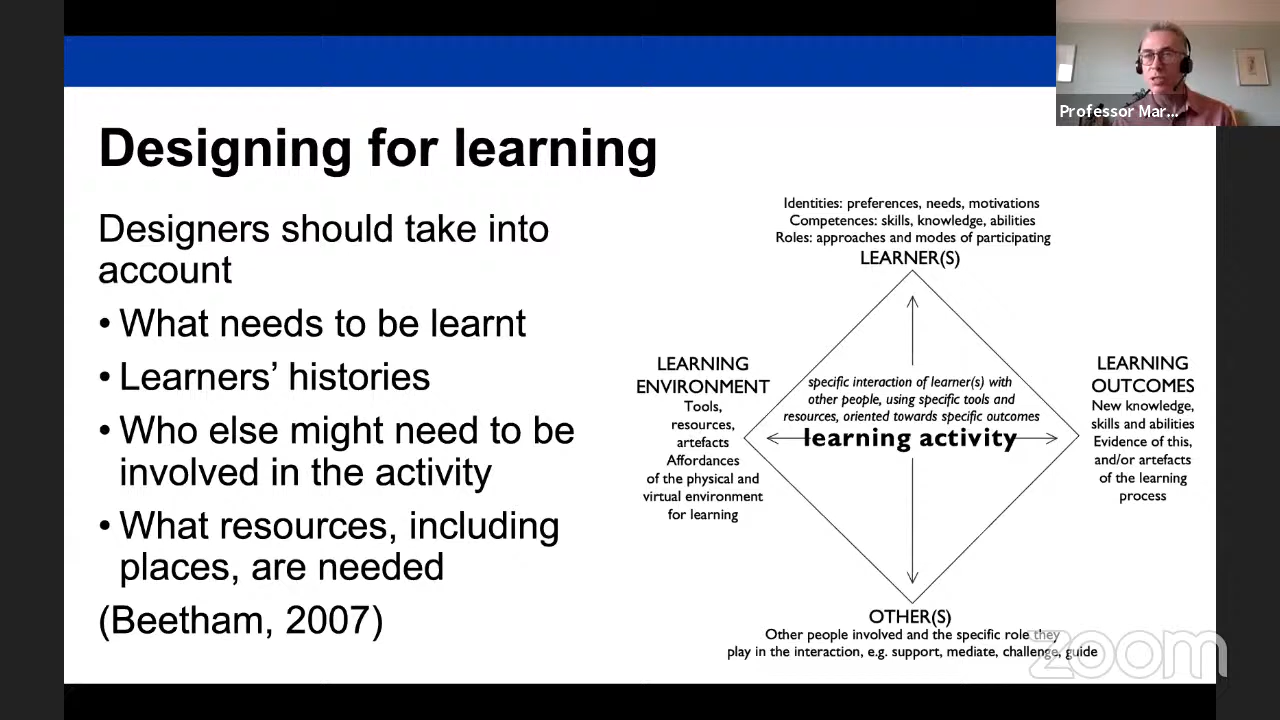 Professor Mar...
Designing for learning
Designers should take into
account
• What needs to be learnt
• Learners’ histories
• Who else might need to be
involved in the activity
• What resources, including
places, are needed
(Beetham, 2007)
Identities: preferences, needs, motivations
Competences: skills, knowledge, abilities
Roles: approaches and modes of participating
LEARNER(S)
LEARNING
ENVIRONMENT
Tools,
resources,
artefacts
Affordances
of the physical and
virtual environment
for learning
specific interaction of learner(s) with
other people, using specific tools and
resources, oriented towards specific outcomes
learning activity
LEARNING
OUTCOMES
New knowledge,
skills and abilities
Evidence of this,
and/or artefacts
of the learning
process
OTHER(S)
Other people involved and the specific role they
play in the interaction, e.g. support, mediate, challenge, guide
zoom